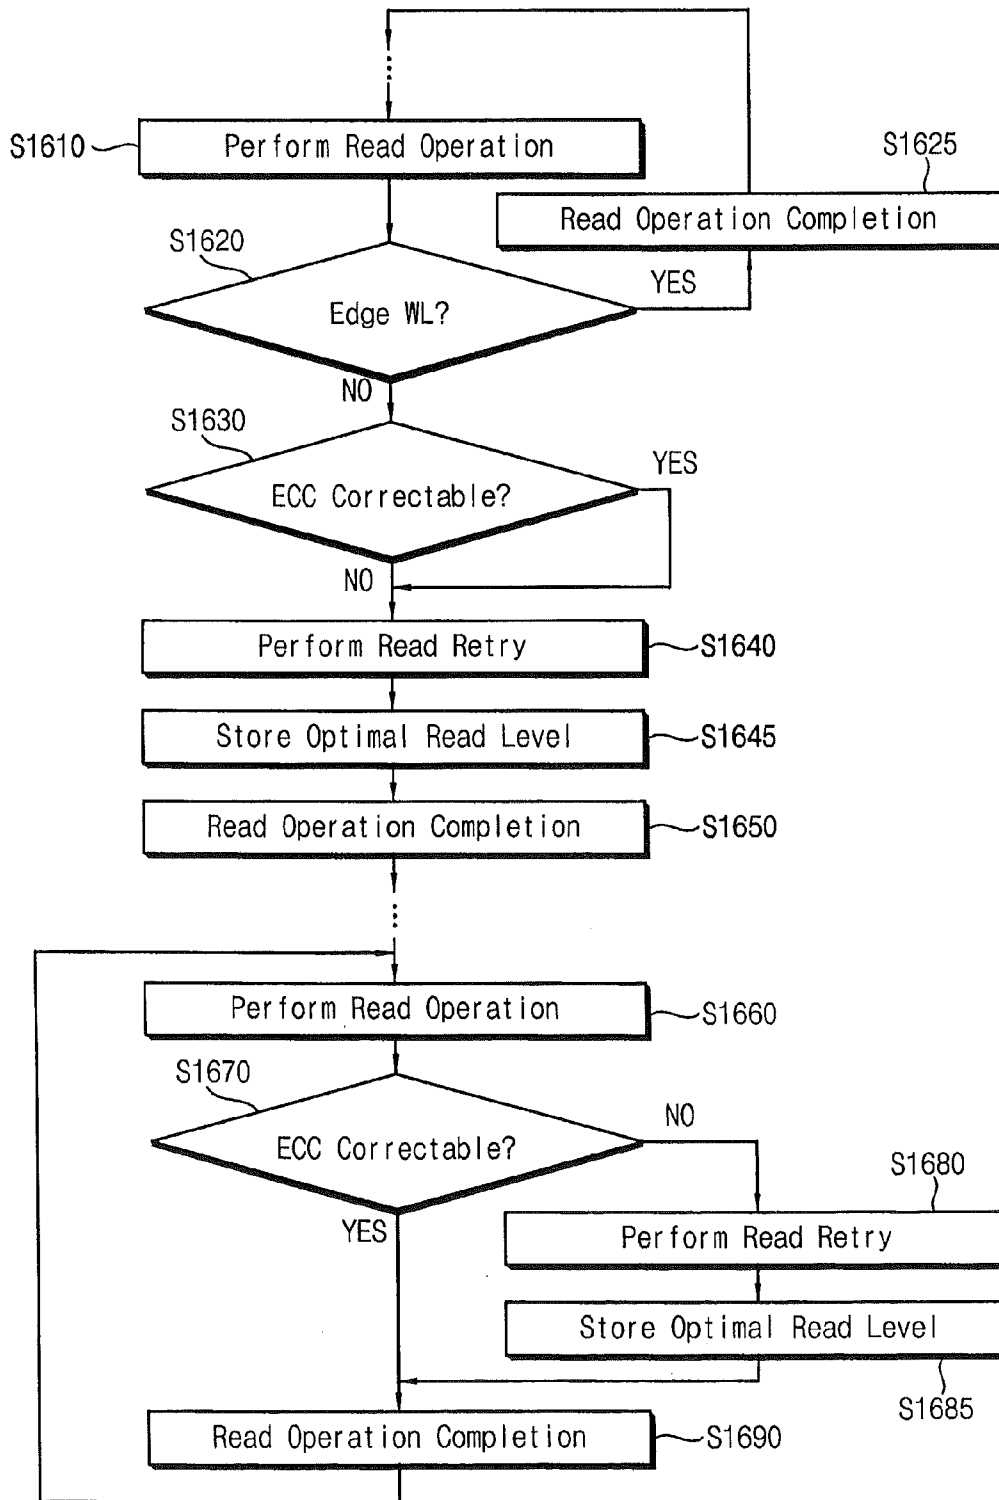 S1610
Perform Read Operation
S1625
Read Operation Completion
S1620
Edge WL?
YES
NO
S1630
ECC Correctable?
YES
NO
Perform Read Retry
S1640
Store Optimal Read Level
S1645
Read Operation Completion
S1650
Perform Read Operation
S1660
S1670
ECC Correctable?
NO
YES
S1680
Perform Read Retry
Store Optimal Read Level
S1685
Read Operation Completion
S1690